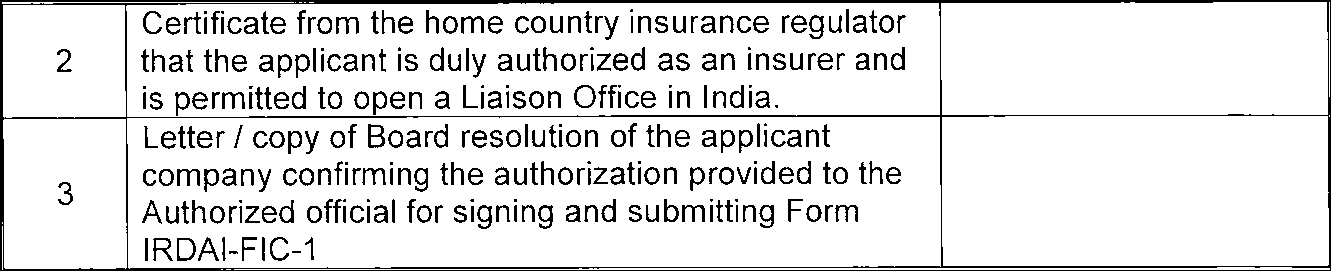 2
Certificate from the home country insurance regulator
that the applicant is duly authorized as an insurer and
is permitted to open a Liaison Office in India.
3
Letter / copy of Board resolution of the applicant
company confirming the authorization provided to the
Authorized official for signing and submitting Form
IRDAI-FIC-1